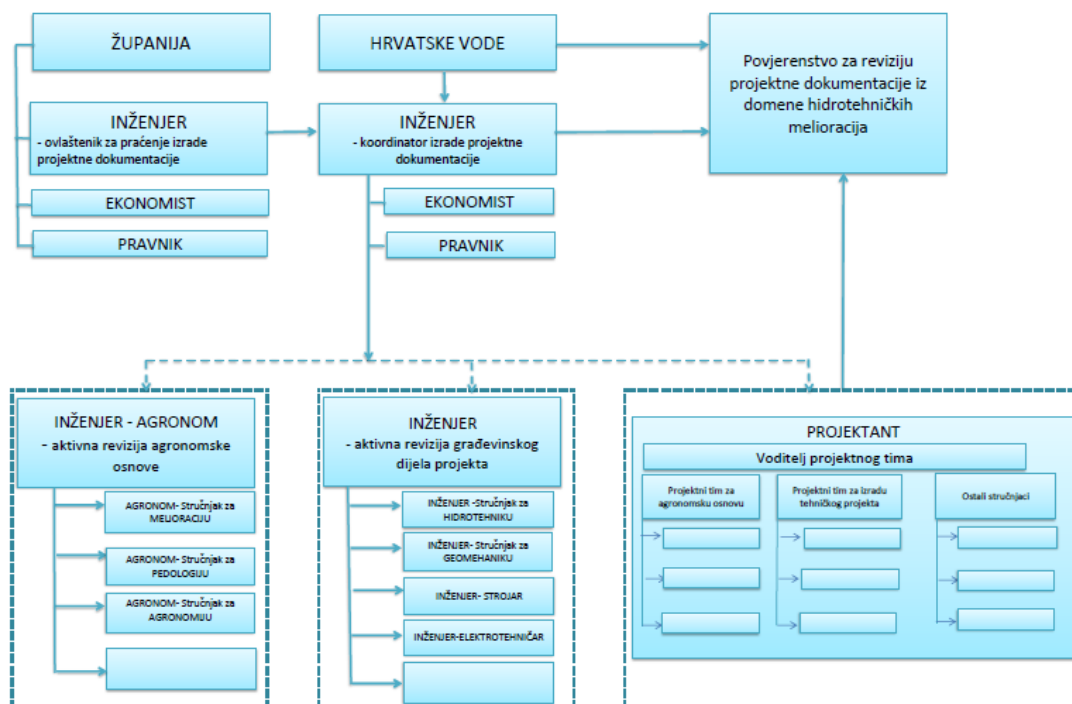 ŽUPANIJA
HRVATSKE VODE
Povjerenstvo za reviziju
projektne dokumentacije iz
domene hidrotehničkih
melioracija
INŽENJER
- ovlaštenik za praćenje izrade
projektne dokumentacije
INŽENJER
- koordinator izrade projektne
dokumentacije
EKONOMIST
PRAVNIK
EKONOMIST
PRAVNIK
INŽENJER - AGRONOM
- aktivna revizija agronomske
osnove
AGRONOM- Stručnjak za
MELIORACIJU
AGRONOM- Stručnjak za
PEDOLOGIJU
AGRONOM- Stručnjak za
AGRONOMIJU
INŽENJER
- aktivna revizija građevinskog
dijela projekta
INŽENJER -Stručnjak za
HIDROTEHNIKU
INŽENJER- Stručnjak za
GEOMEHANIKU
INŽENJER- STROJAR
INŽENJER-ELEKTROTEHNIČAR
PROJEKTANT
Voditelj projektnog tima
Projektni tim za
agronomsku osnovu
Projektni tim za izradu
tehničkog projekta
Ostali stručnjaci